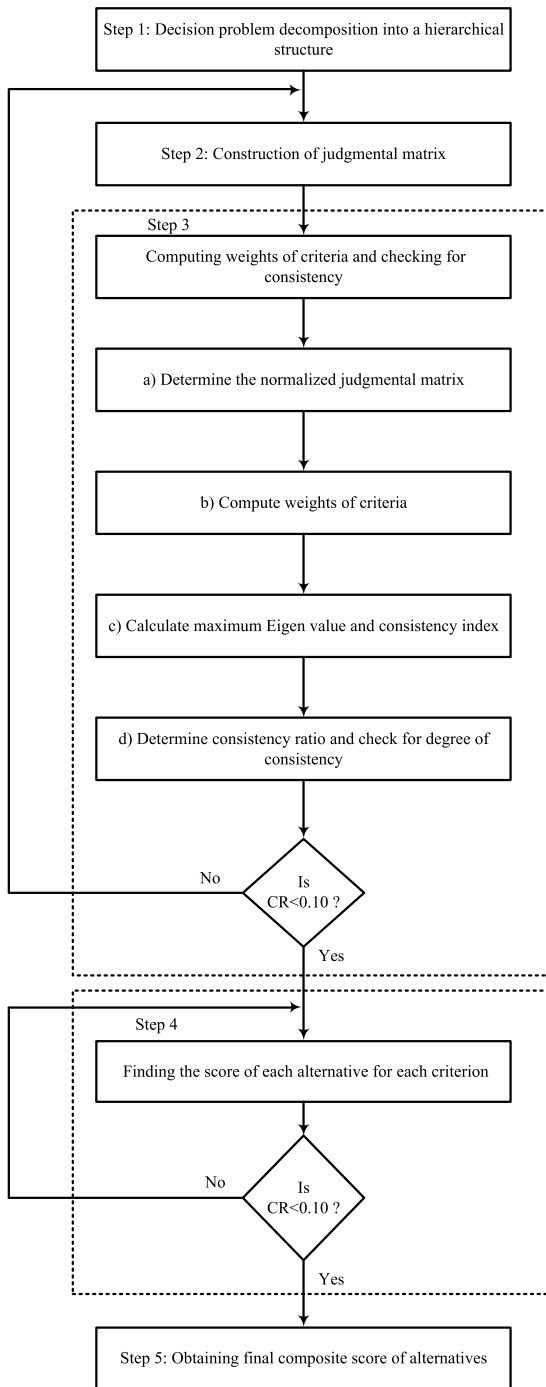 Step 1: Decision problem decomposition into a hierarchical
structure
Step 2: Construction of judgmental matrix
Step 3
Computing weights of criteria and checking for
consistency
a) Determine the normalized judgmental matrix
b) Compute weights of criteria
c) Calculate maximum Eigen value and consistency index
d) Determine consistency ratio and check for degree of
consistency
No
Is
CR<0.10 ?
Yes
Step 4
Finding the score of each alternative for each criterion
No
Is
CR<0.10 ?
Yes
Step 5: Obtaining final composite score of alternatives